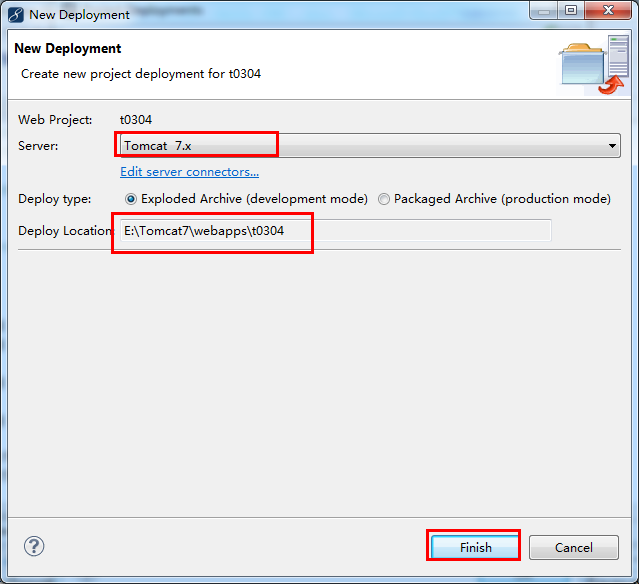 New Deployment
New Deployment
Create new project deployment for t0304
Web Project: t0304
Server: Tomcat 7.x
Edit server connectors...
Deploy type: Exploded Archive (development mode) Packaged Archive (production mode)
Deploy Location: E:\Tomcat7\webapps\t0304
Finish Cancel